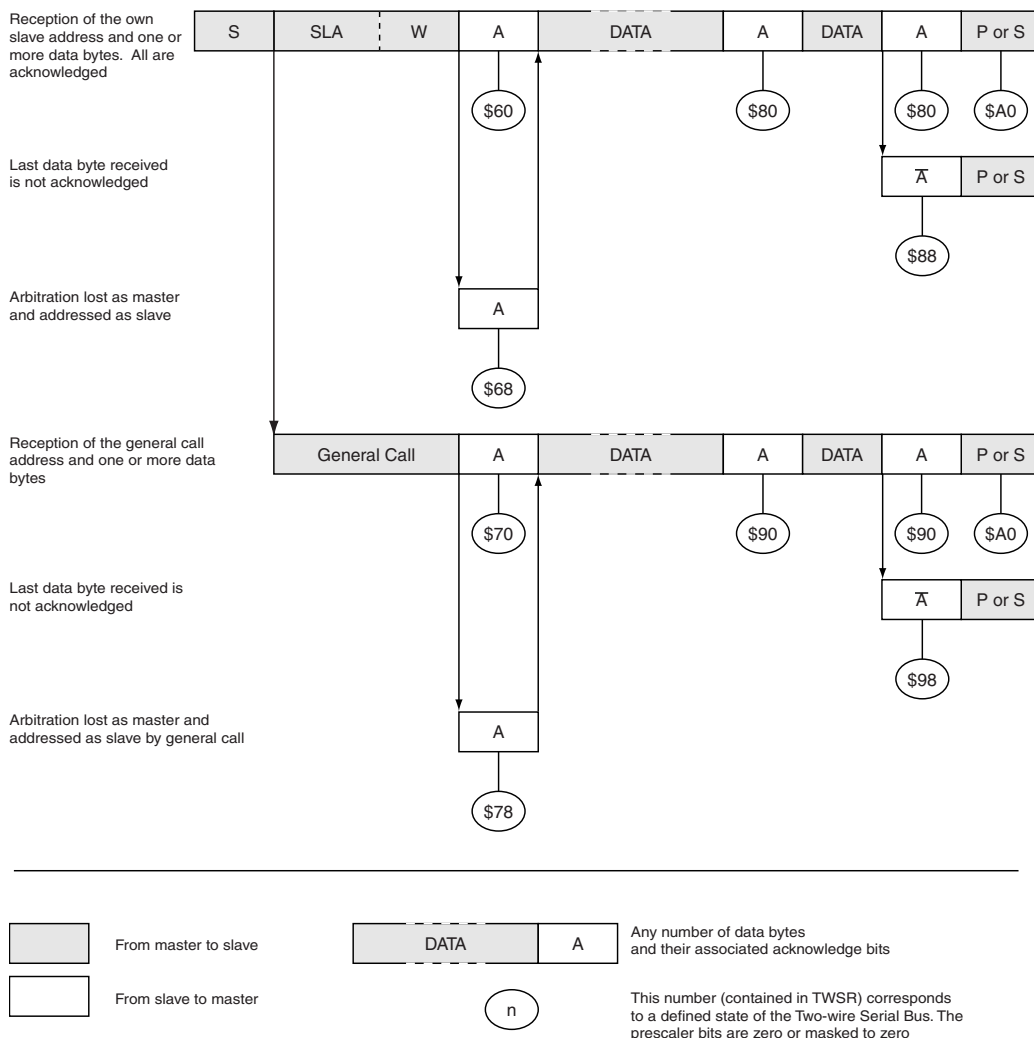 Reception of the own
slave address and one or
more data bytes. All are
acknowledged
S SLA W A DATA A DATA A P or S
$60 $80 $80 $A0
Last data byte received
is not acknowledged
A̅ P or S
$88
Arbitration lost as master
and addressed as slave
A
$68
Reception of the general call
address and one or more data
bytes
General Call A DATA A DATA A P or S
$70 $90 $90 $A0
Last data byte received is
not acknowledged
A̅ P or S
$98
Arbitration lost as master and
addressed as slave by general call
A
$78
From master to slave
DATA A
Any number of data bytes
and their associated acknowledge bits
From slave to master
n
This number (contained in TWSR) corresponds
to a defined state of the Two-wire Serial Bus. The
prescaler bits are zero or masked to zero